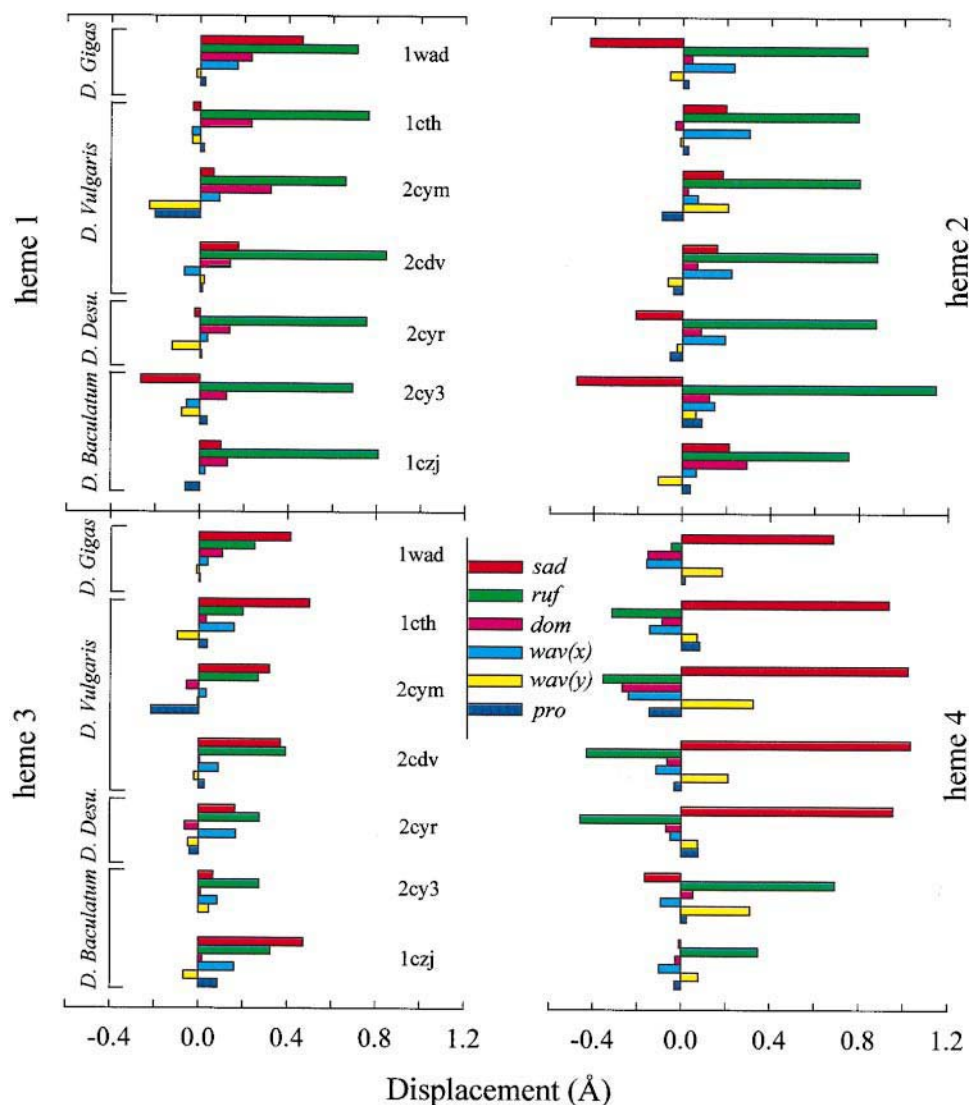 heme 1
D. Gigas
D. Vulgaris
D. Desu.
D. Baculatum
1wad
1cth
2cym
2cdv
2cyr
2cy3
1czj
heme 2
heme 3
D. Gigas
D. Vulgaris
D. Desu.
D. Baculatum
1wad
1cth
2cym
2cdv
2cyr
2cy3
1czj
sad
ruf
dom
wav(x)
wav(y)
pro
heme 4
-0.4 0.0 0.4 0.8 1.2
-0.4 0.0 0.4 0.8 1.2
Displacement (Å)